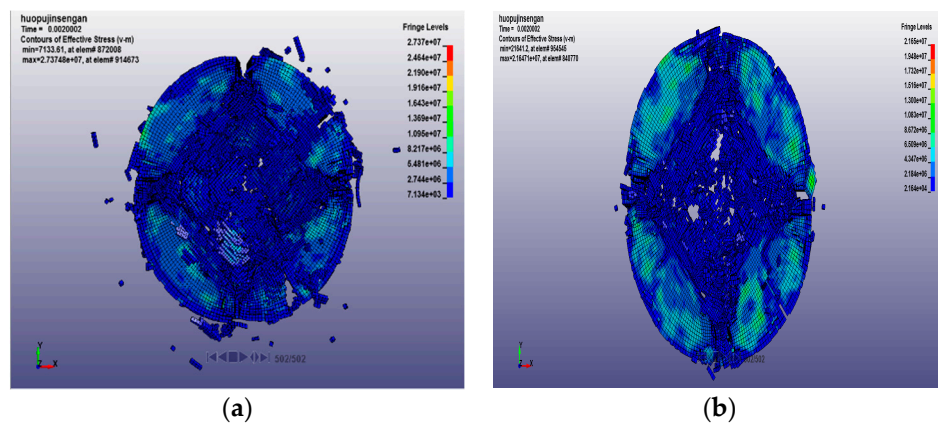 huopujinsengan
Time = 0.0020002
Contours of Effective Stress (v-m)
min=7133.61, at elem# 872008
max=2.73748e+07, at elem# 914673
Fringe Levels
2.737e+07
2.464e+07
2.190e+07
1.916e+07
1.643e+07
1.369e+07
1.095e+07
8.217e+06
5.481e+06
2.744e+06
7.134e+03
Y
Z X
502/502
(a)
huopujinsengan
Time = 0.0020002
Contours of Effective Stress (v-m)
min=21641.2, at elem# 954545
max=2.16471e+07, at elem# 840770
Fringe Levels
2.165e+07
1.948e+07
1.732e+07
1.516e+07
1.300e+07
1.083e+07
8.672e+06
6.509e+06
4.347e+06
2.184e+06
2.164e+04
Y
Z X
(b)